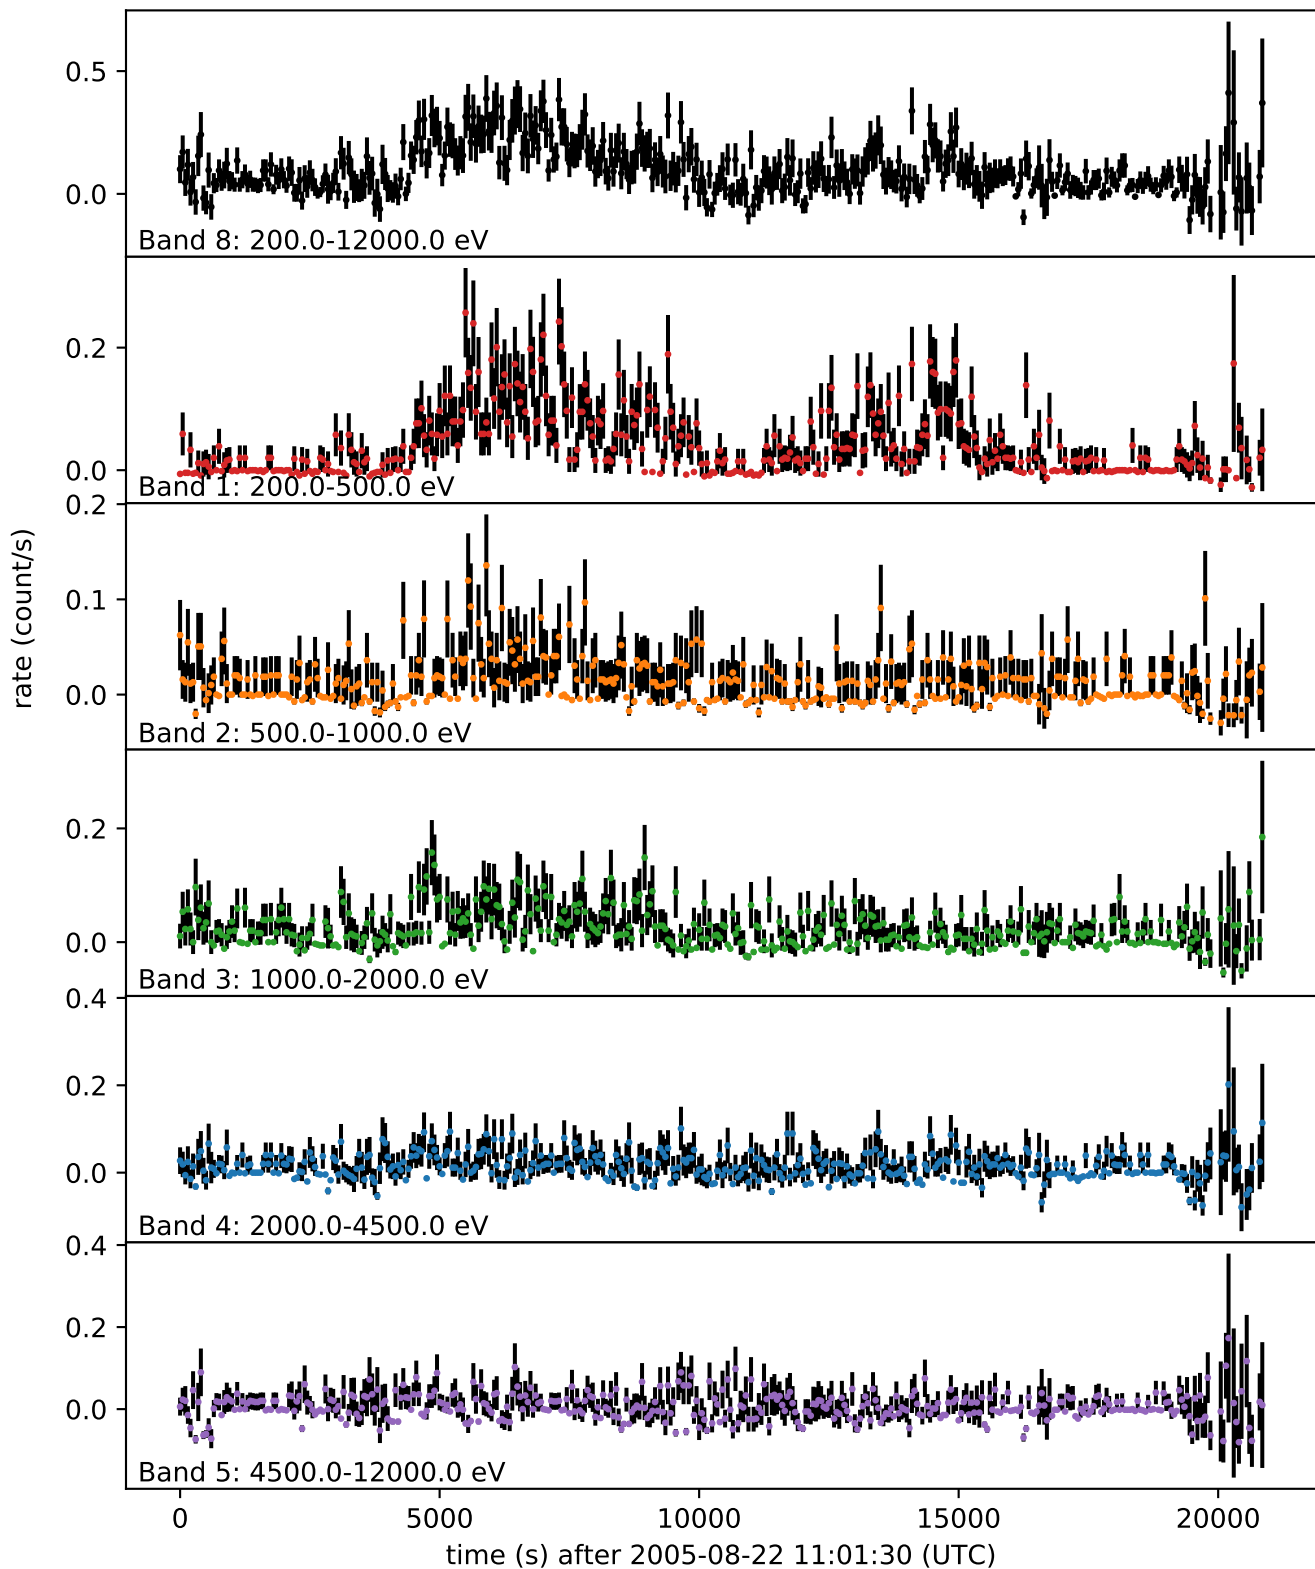 0.5
0.0
Band 8: 200.0-12000.0 eV
0.2
0.0
Band 1: 200.0-500.0 eV
0.2
0.1
0.0
Band 2: 500.0-1000.0 eV
rate (count/s)
0.2
0.0
Band 3: 1000.0-2000.0 eV
0.4
0.2
0.0
Band 4: 2000.0-4500.0 eV
0.4
0.2
0.0
Band 5: 4500.0-12000.0 eV
0 5000 10000 15000 20000
time (s) after 2005-08-22 11:01:30 (UTC)